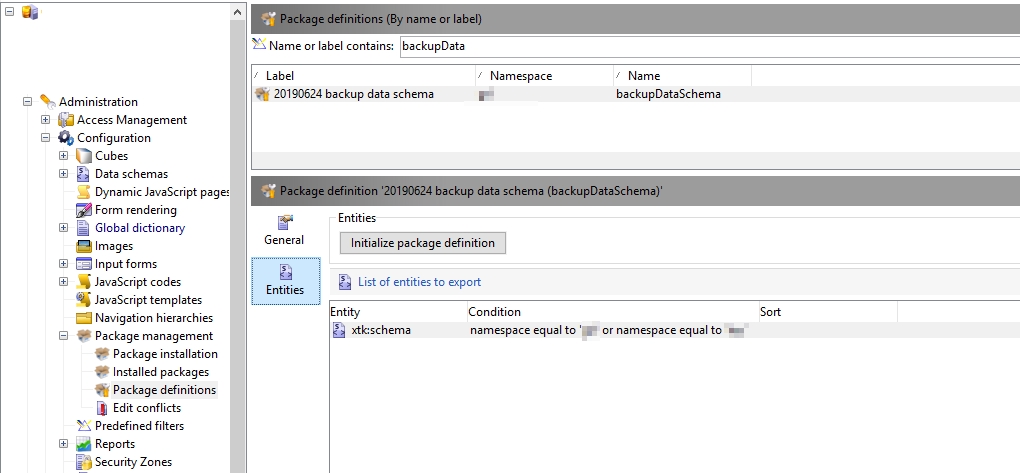 Administration
Access Management
Configuration
Cubes
Data schemas
Dynamic JavaScript pages
Form rendering
Global dictionary
Images
Input forms
JavaScript codes
JavaScript templates
Navigation hierarchies
Package management
Package installation
Installed packages
Package definitions
Edit conflicts
Predefined filters
Reports
Security Zones
Package definitions (By name or label)
Name or label contains: backupData
Label Namespace Name
20190624 backup data schema backupDataSchema
Package definition '20190624 backup data schema (backupDataSchema)'
General
Entities
Entities
Initialize package definition
List of entities to export
Entity Condition Sort
xtk:schema namespace equal to ' ' or namespace equal to ' '